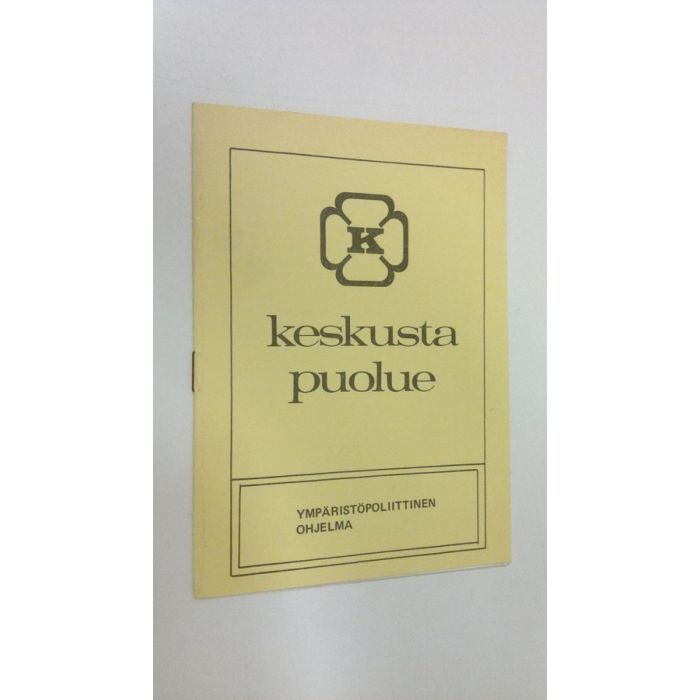 K
keskusta
puolue
YMPÄRISTÖPOLIITTINEN
OHJELMA